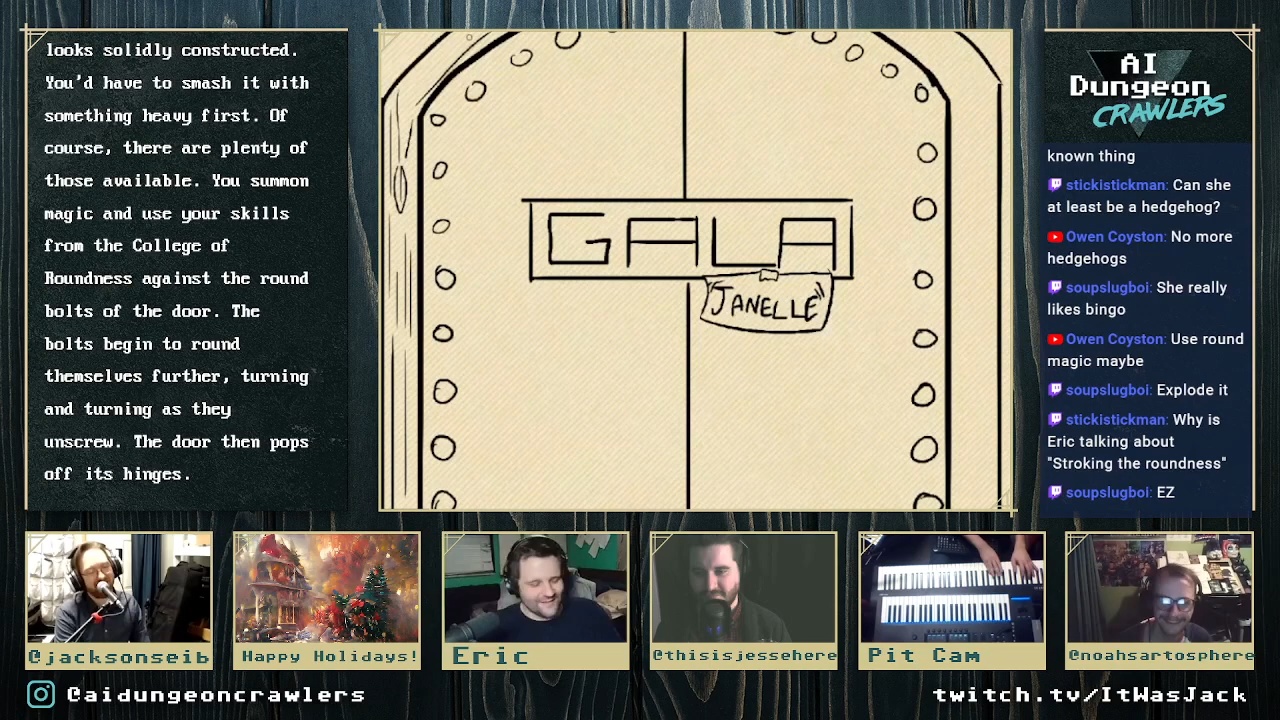 looks solidly constructed.
You'd have to smash it with
something heavy first. Of
course, there are plenty of
those available. You summon
magic and use your skills
from the College of
Roundness against the round
bolts of the door. The
bolts begin to round
themselves further, turning
and turning as they
unscrew. The door then pops
off its hinges.
GALA
"JANELLE"
AI
Dungeon
CRAWLERS
known thing
stickistickman: Can she
at least be a hedgehog?
Owen Coyston: No more
hedgehogs
soupslugboi: She really
likes bingo
Owen Coyston: Use round
magic maybe
soupslugboi: Explode it
stickistickman: Why is
Eric talking about
"Stroking the roundness"
soupslugboi: EZ
@jacksonseib
Happy Holidays!
Eric
@thisisjessehere
Pit Cam
@noahsartosphere
@aidungeoncrawlers
twitch.tv/ItWasJack